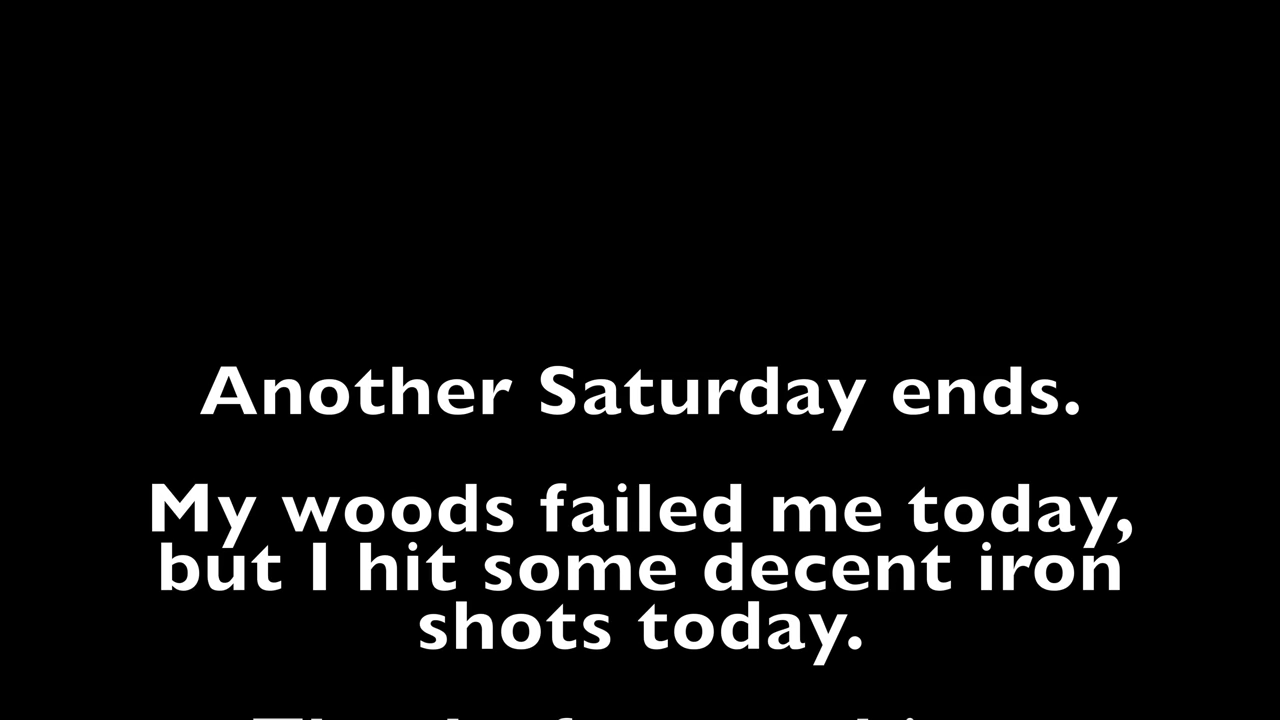 Another Saturday ends.
My woods failed me today,
but I hit some decent iron
shots today.